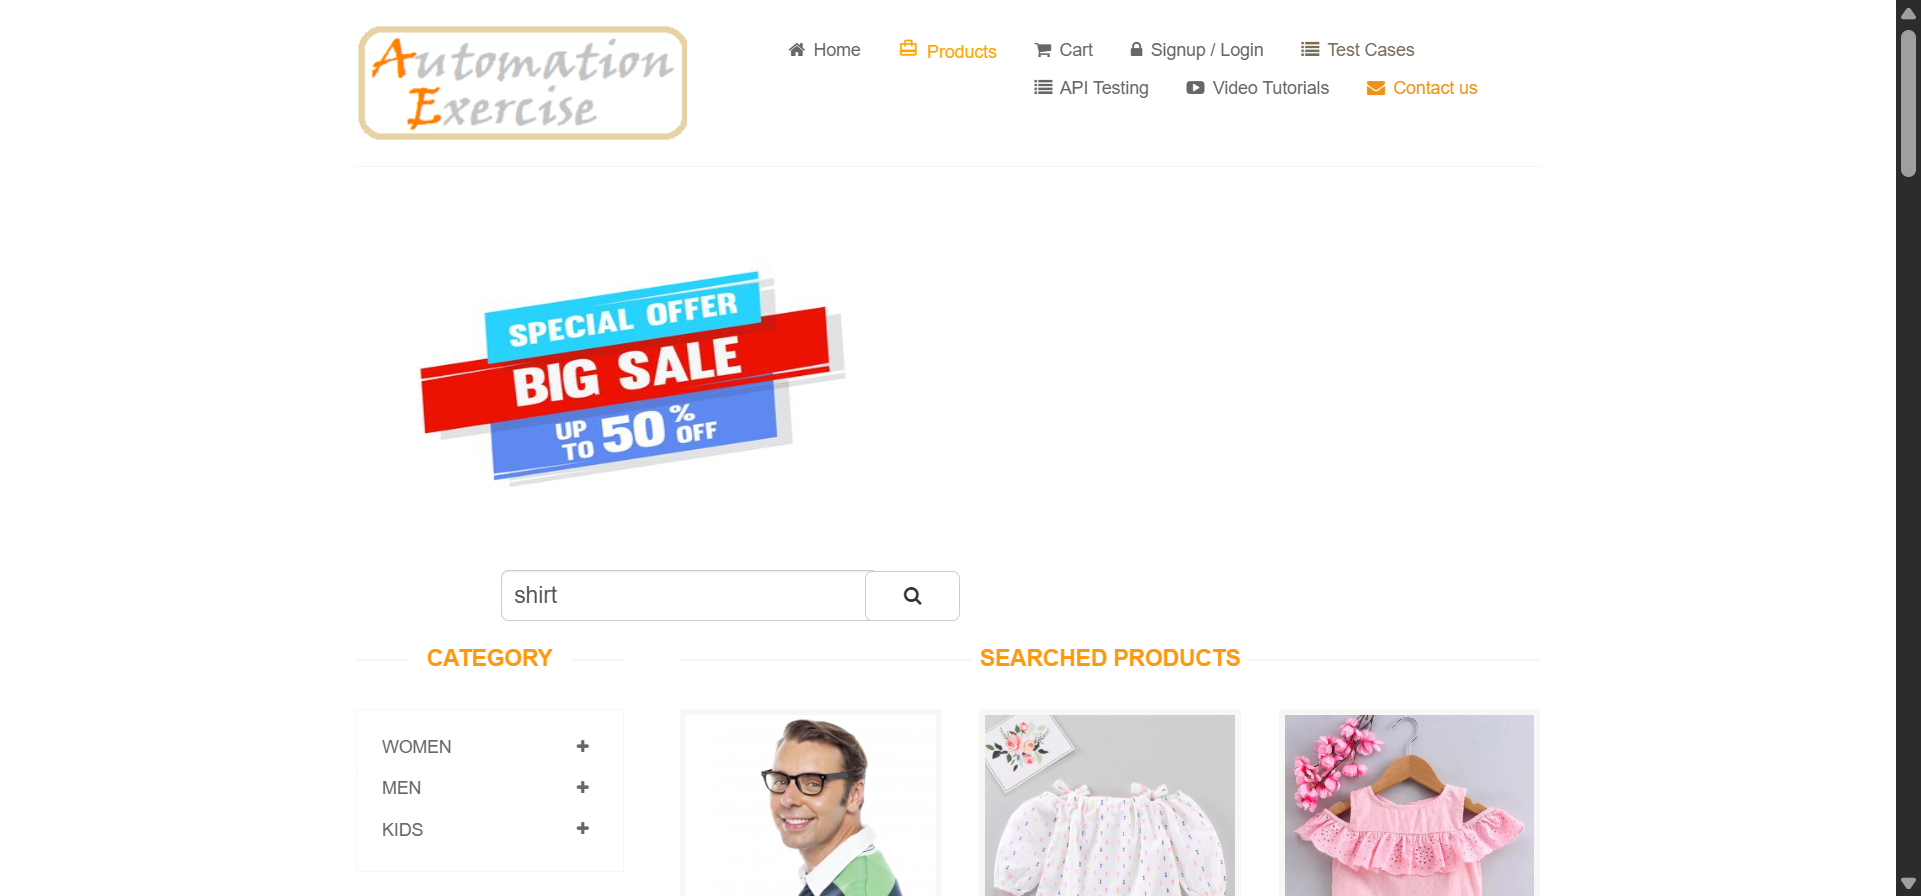 Automation
Exercise
Home
Products
Cart
Signup / Login
Test Cases
API Testing
Video Tutorials
Contact us
SPECIAL OFFER
BIG SALE
UP TO 50% OFF
shirt
CATEGORY
SEARCHED PRODUCTS
WOMEN
MEN
KIDS